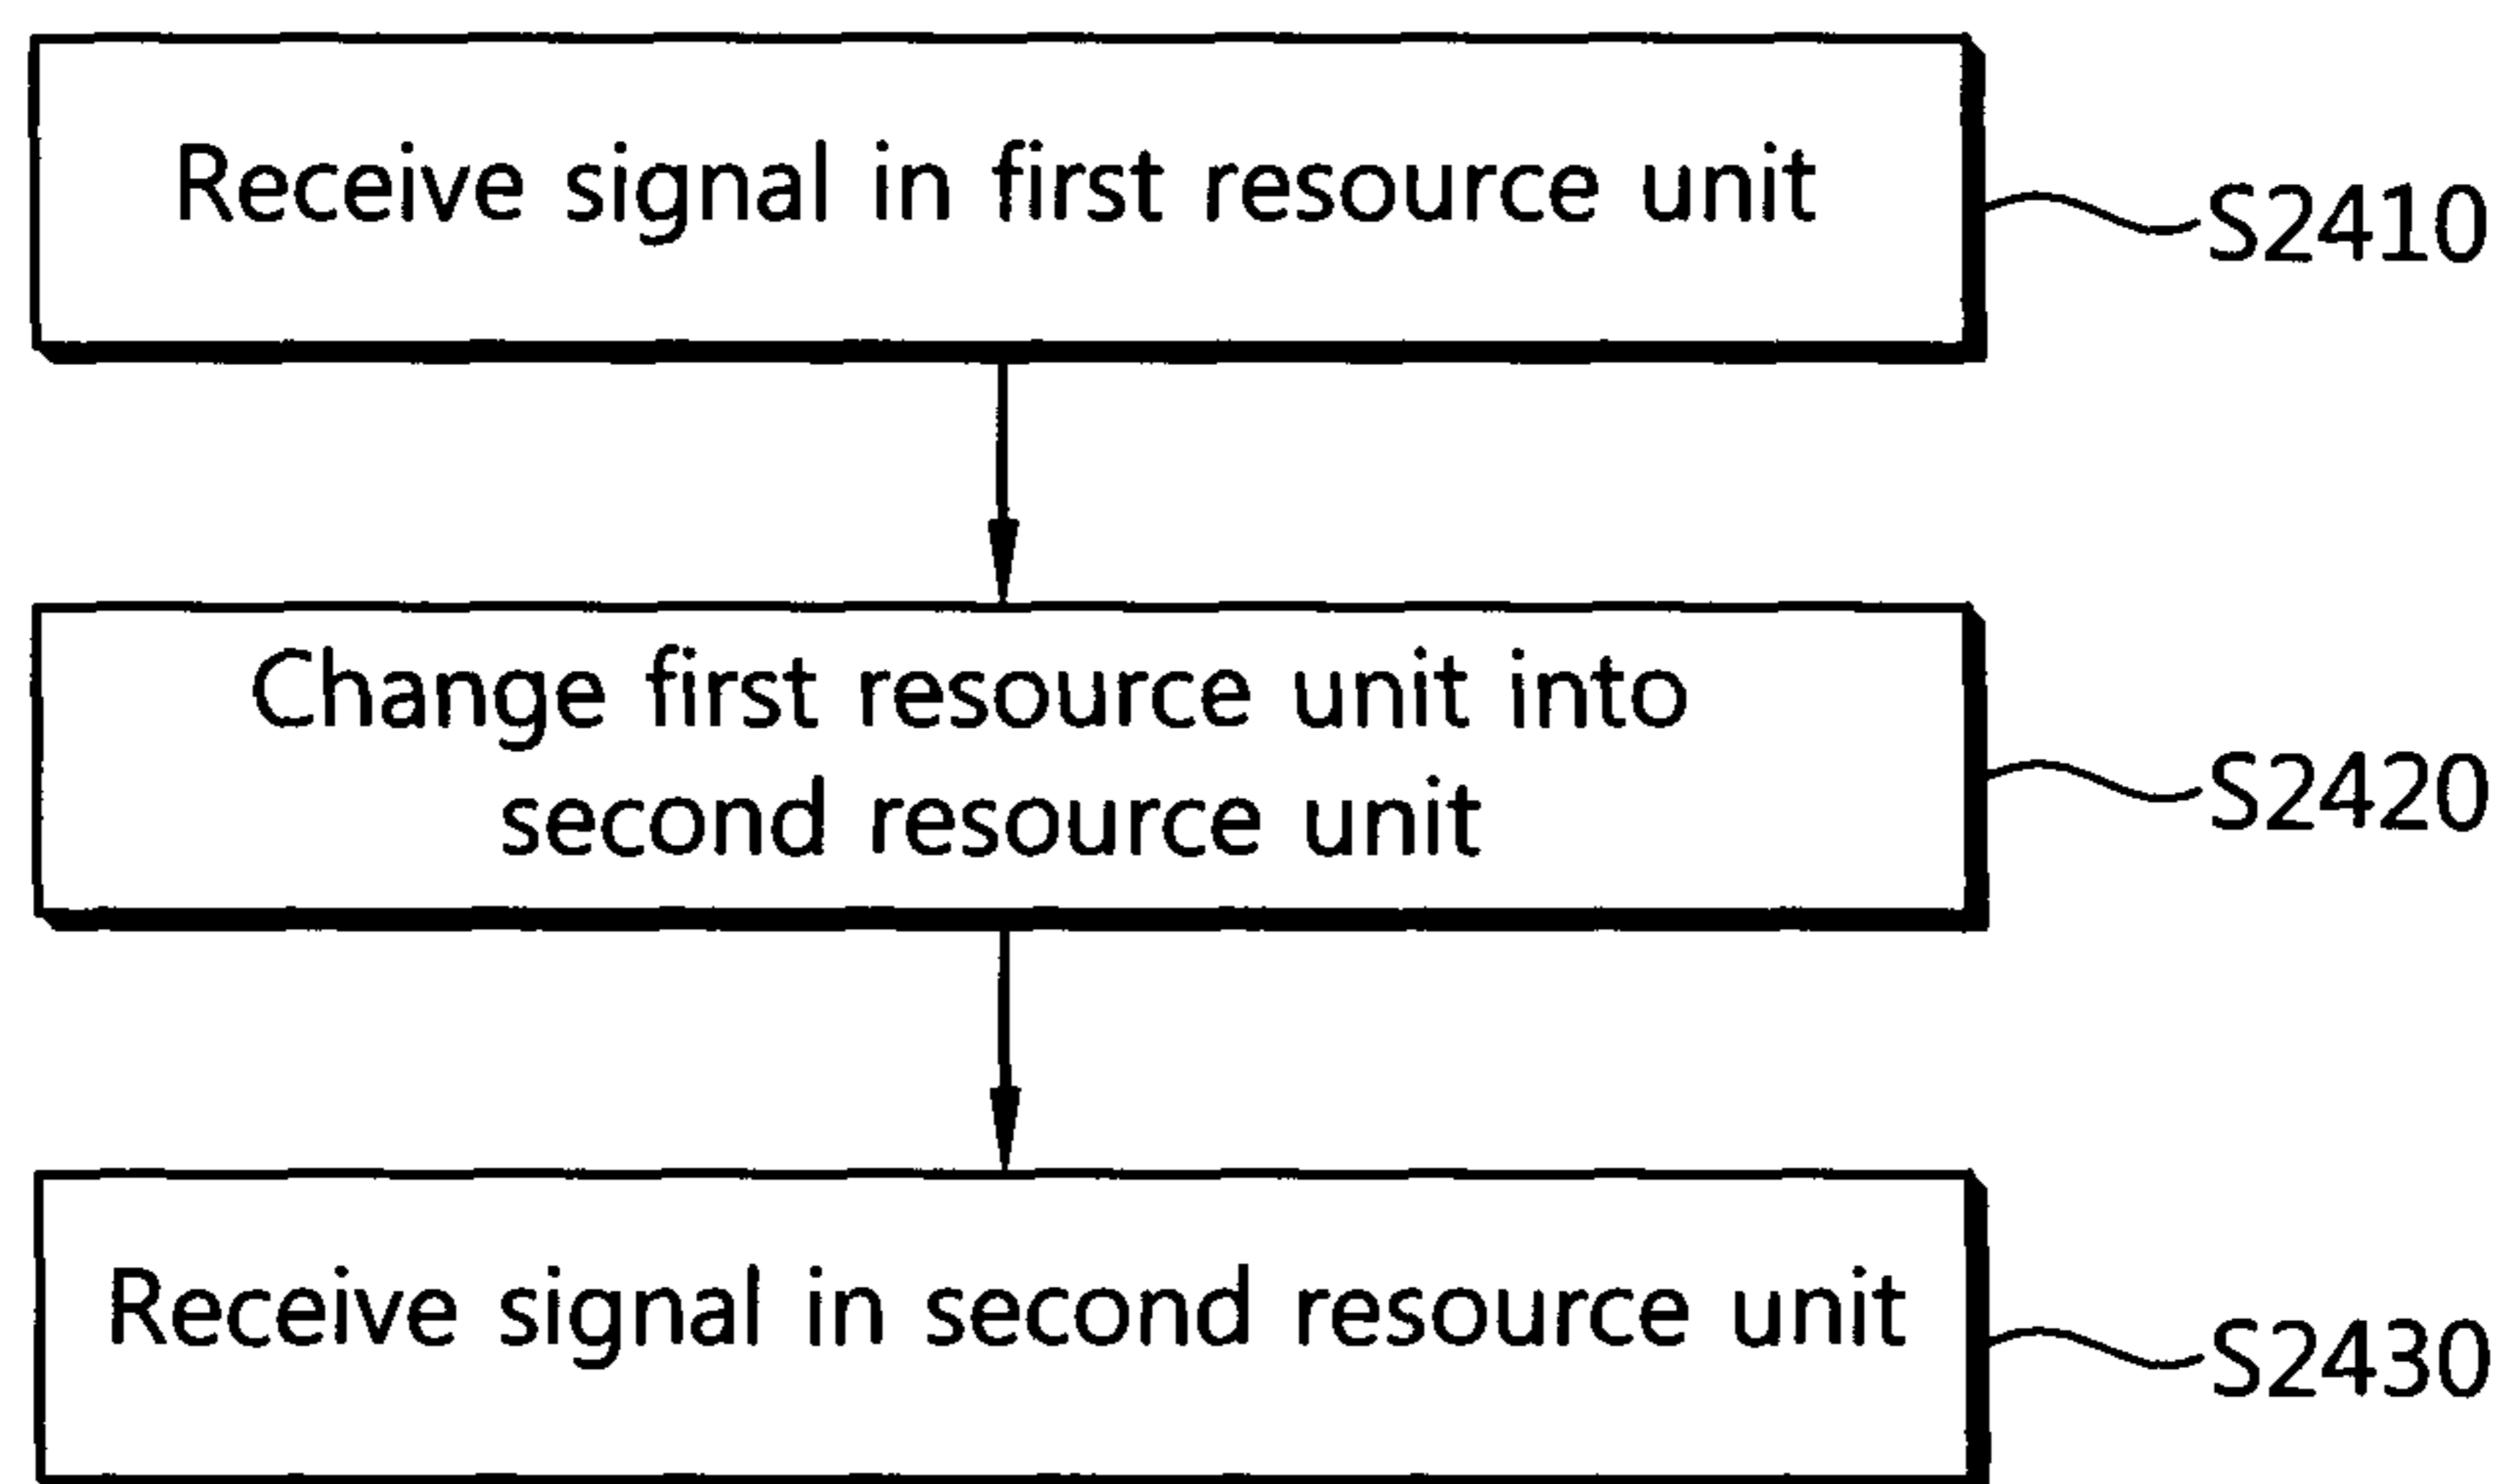 Receive signal in first resource unit
S2410
Change first resource unit into
second resource unit
S2420
Receive signal in second resource unit
S2430